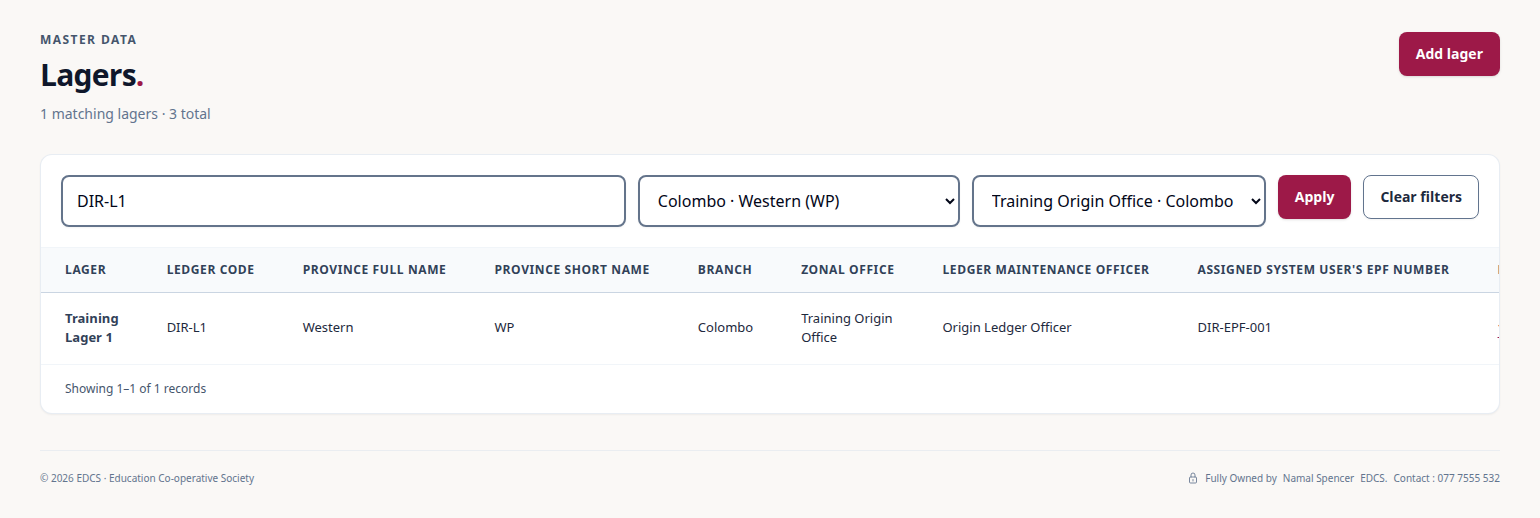 MASTER DATA
Lagers.
Add lager
1 matching lagers · 3 total
DIR-L1
Colombo · Western (WP)
Training Origin Office · Colombo
Apply
Clear filters
LAGER LEDGER CODE PROVINCE FULL NAME PROVINCE SHORT NAME BRANCH ZONAL OFFICE LEDGER MAINTENANCE OFFICER ASSIGNED SYSTEM USER'S EPF NUMBER
Training Lager 1 DIR-L1 Western WP Colombo Training Origin Office Origin Ledger Officer DIR-EPF-001
Showing 1–1 of 1 records
© 2026 EDCS · Education Co-operative Society
Fully Owned by Namal Spencer EDCS. Contact : 077 7555 532